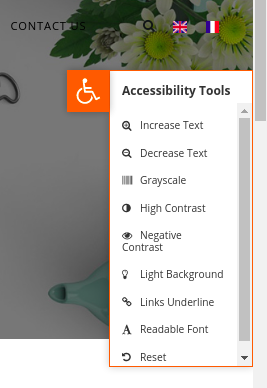 CONTACT US
Accessibility Tools
Increase Text
Decrease Text
Grayscale
High Contrast
Negative
Contrast
Light Background
Links Underline
Readable Font
Reset